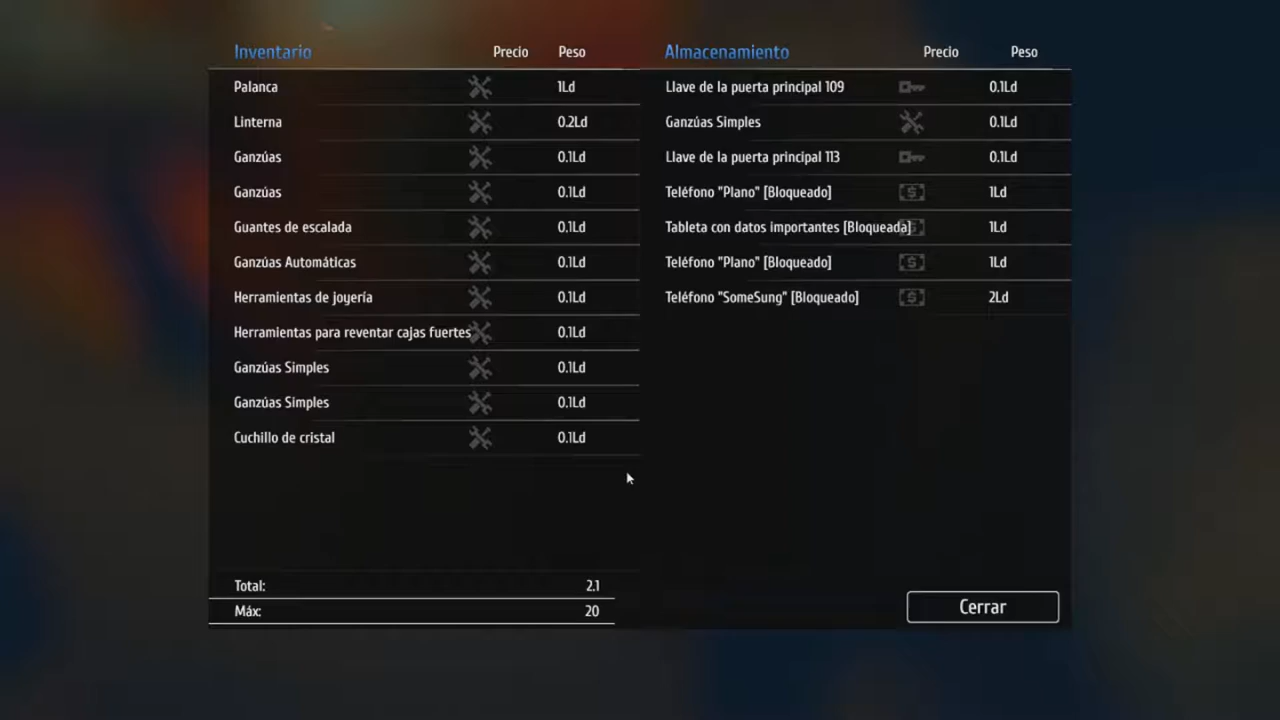 Inventario Precio Peso
Palanca 1Ld
Linterna 0.2Ld
Ganzúas 0.1Ld
Ganzúas 0.1Ld
Guantes de escalada 0.1Ld
Ganzúas Automáticas 0.1Ld
Herramientas de joyería 0.1Ld
Herramientas para reventar cajas fuertes 0.1Ld
Ganzúas Simples 0.1Ld
Ganzúas Simples 0.1Ld
Cuchillo de cristal 0.1Ld
Total: 2.1
Máx: 20
Almacenamiento Precio Peso
Llave de la puerta principal 109 0.1Ld
Ganzúas Simples 0.1Ld
Llave de la puerta principal 113 0.1Ld
Teléfono "Plano" [Bloqueado] 1Ld
Tableta con datos importantes [Bloqueada] 1Ld
Teléfono "Plano" [Bloqueado] 1Ld
Teléfono "SomeSung" [Bloqueado] 2Ld
Cerrar